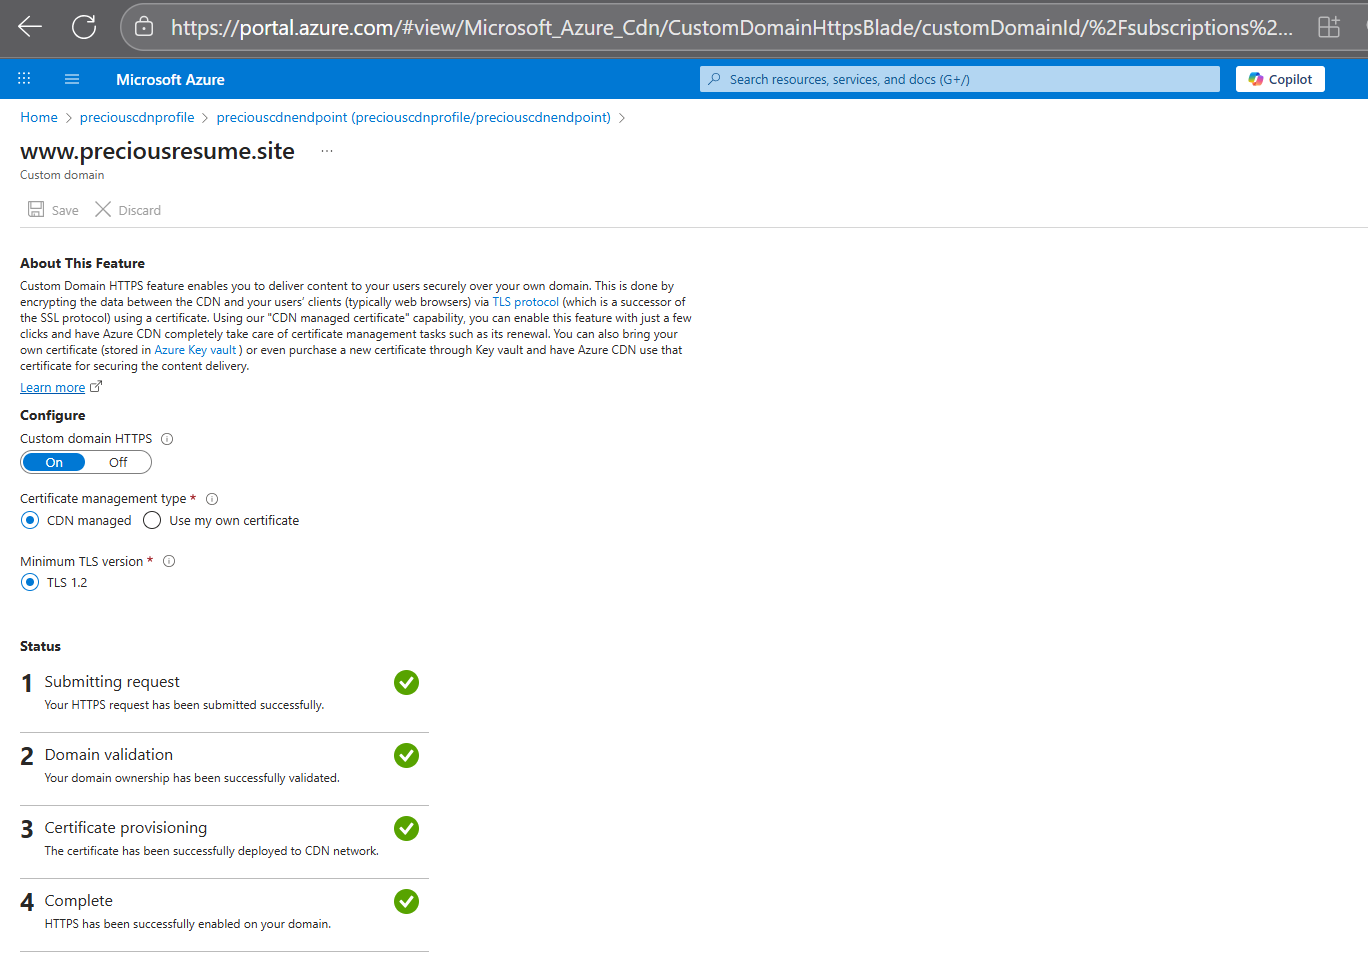 https://portal.azure.com/#view/Microsoft_Azure_Cdn/CustomDomainHttpsBlade/customDomainId/%2Fsubscriptions%2...
Microsoft Azure
Search resources, services, and docs (G+/)
Copilot
Home > preciouscdnprofile > preciouscdnendpoint (preciouscdnprofile/preciouscdnendpoint) >
www.preciousresume.site ...
Custom domain
Save Discard
About This Feature
Custom Domain HTTPS feature enables you to deliver content to your users securely over your own domain. This is done by
encrypting the data between the CDN and your users' clients (typically web browsers) via TLS protocol (which is a successor of
the SSL protocol) using a certificate. Using our "CDN managed certificate" capability, you can enable this feature with just a few
clicks and have Azure CDN completely take care of certificate management tasks such as its renewal. You can also bring your
own certificate (stored in Azure Key vault ) or even purchase a new certificate through Key vault and have Azure CDN use that
certificate for securing the content delivery.
Learn more
Configure
Custom domain HTTPS
On Off
Certificate management type *
CDN managed Use my own certificate
Minimum TLS version *
TLS 1.2
Status
1 Submitting request
Your HTTPS request has been submitted successfully.
2 Domain validation
Your domain ownership has been successfully validated.
3 Certificate provisioning
The certificate has been successfully deployed to CDN network.
4 Complete
HTTPS has been successfully enabled on your domain.